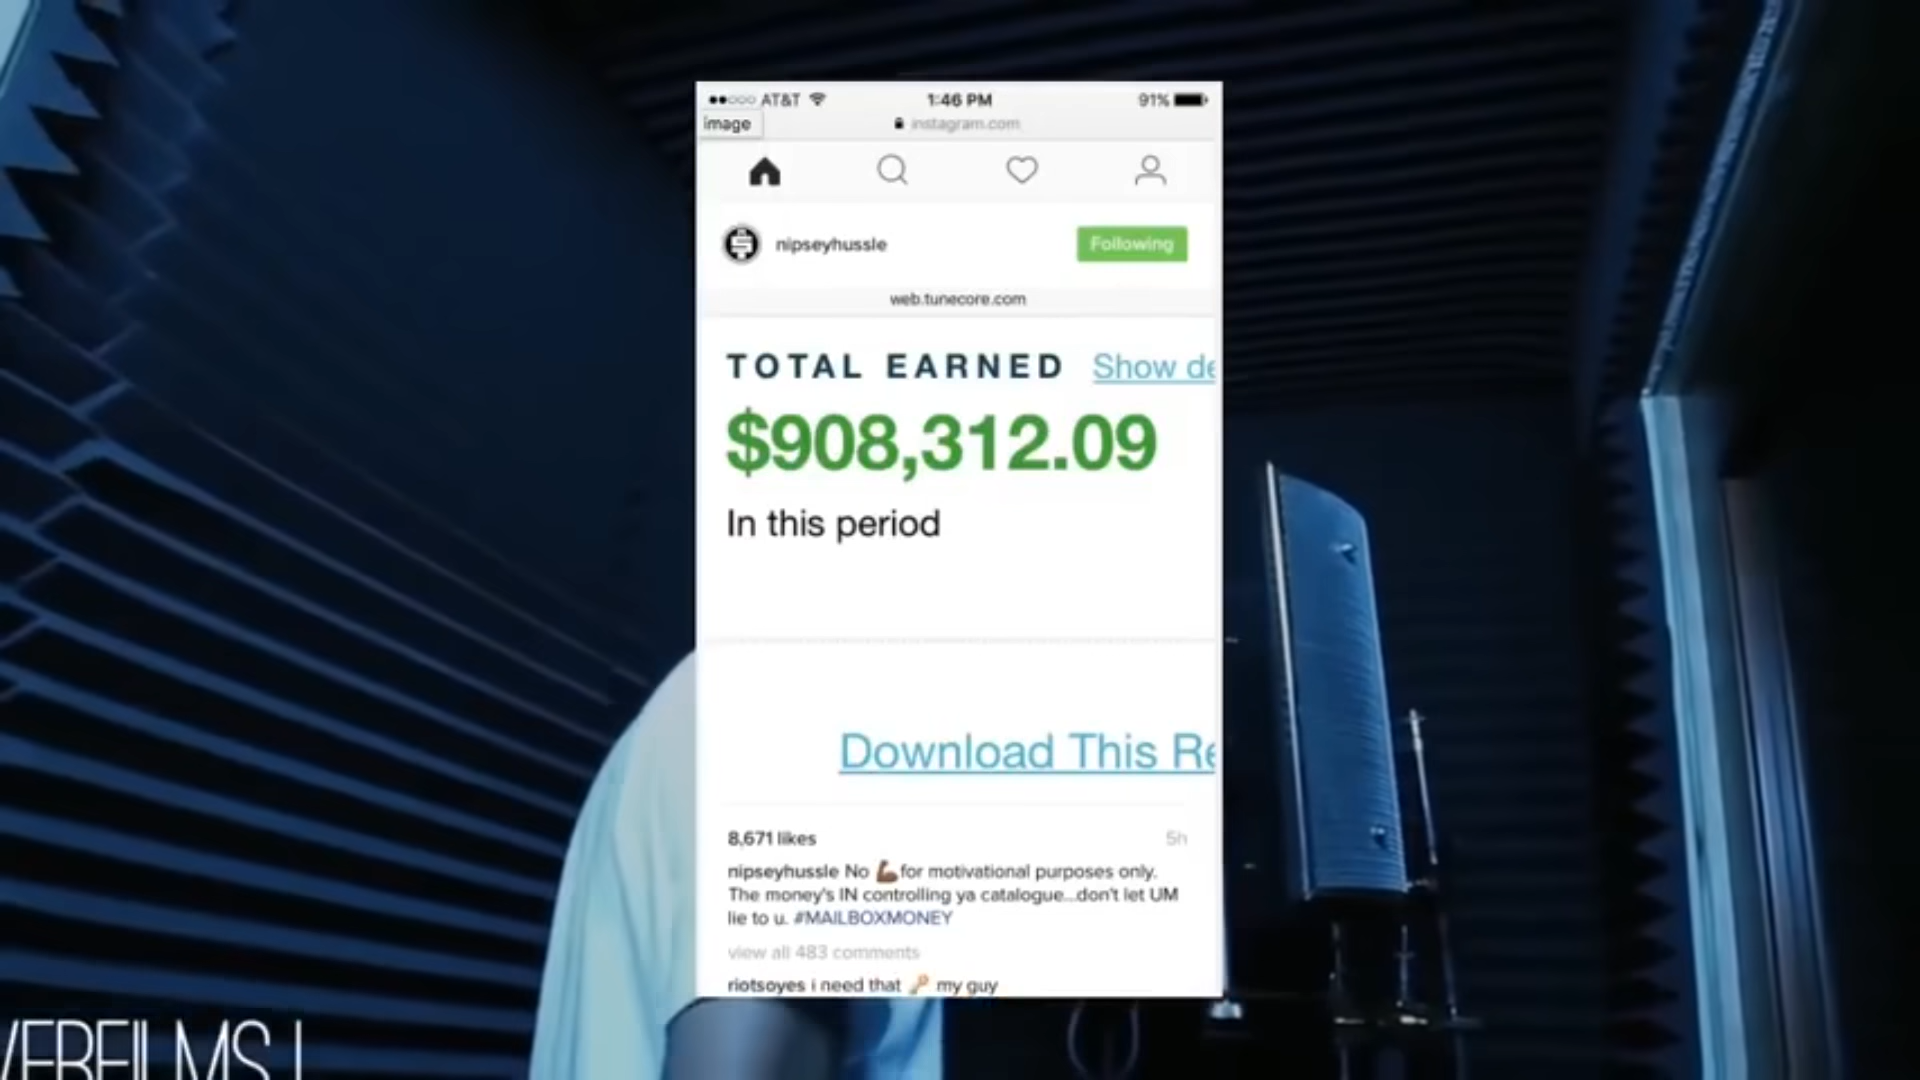 AT&T 1:46 PM 91%
image instagram.com
nipseyhussle Following
web.tunecore.com
TOTAL EARNED Show de
$908,312.09
In this period
Download This Re
8,671 likes 5h
nipseyhussle No 💪🏾for motivational purposes only.
The money's IN controlling ya catalogue...don't let UM
lie to u. #MAILBOXMONEY
view all 483 comments
riotsoyes i need that 🔑 my guy
VERFILMS |